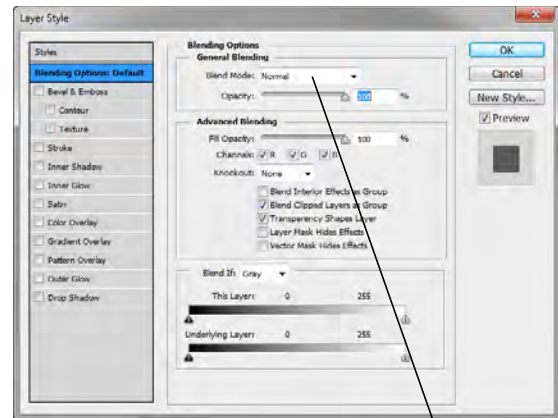 Layer Style
Styles
Blending Options: Default
Bevel & Emboss
Contour
Texture
Stroke
Inner Shadow
Inner Glow
Satin
Color Overlay
Gradient Overlay
Pattern Overlay
Outer Glow
Drop Shadow
Blending Options
General Blending
Blend Mode: Normal
Opacity: 100 %
Advanced Blending
Fill Opacity: 100 %
Channels: R G B
Knockout: None
Blend Interior Effects as Group
Blend Clipped Layers as Group
Transparency Shapes Layer
Layer Mask Hides Effects
Vector Mask Hides Effects
Blend If: Gray
This Layer: 0 255
Underlying Layer: 0 255
OK
Cancel
New Style...
Preview